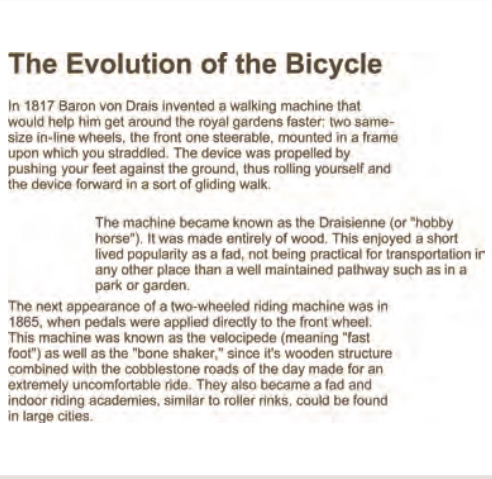 The Evolution of the Bicycle
In 1817 Baron von Drais invented a walking machine that
would help him get around the royal gardens faster: two same-
size in-line wheels, the front one steerable, mounted in a frame
upon which you straddled. The device was propelled by
pushing your feet against the ground, thus rolling yourself and
the device forward in a sort of gliding walk.
The machine became known as the Draisienne (or "hobby
horse"). It was made entirely of wood. This enjoyed a short
lived popularity as a fad, not being practical for transportation in
any other place than a well maintained pathway such as in a
park or garden.
The next appearance of a two-wheeled riding machine was in
1865, when pedals were applied directly to the front wheel.
This machine was known as the velocipede (meaning "fast
foot") as well as the "bone shaker," since it's wooden structure
combined with the cobblestone roads of the day made for an
extremely uncomfortable ride. They also became a fad and
indoor riding academies, similar to roller rinks, could be found
in large cities.